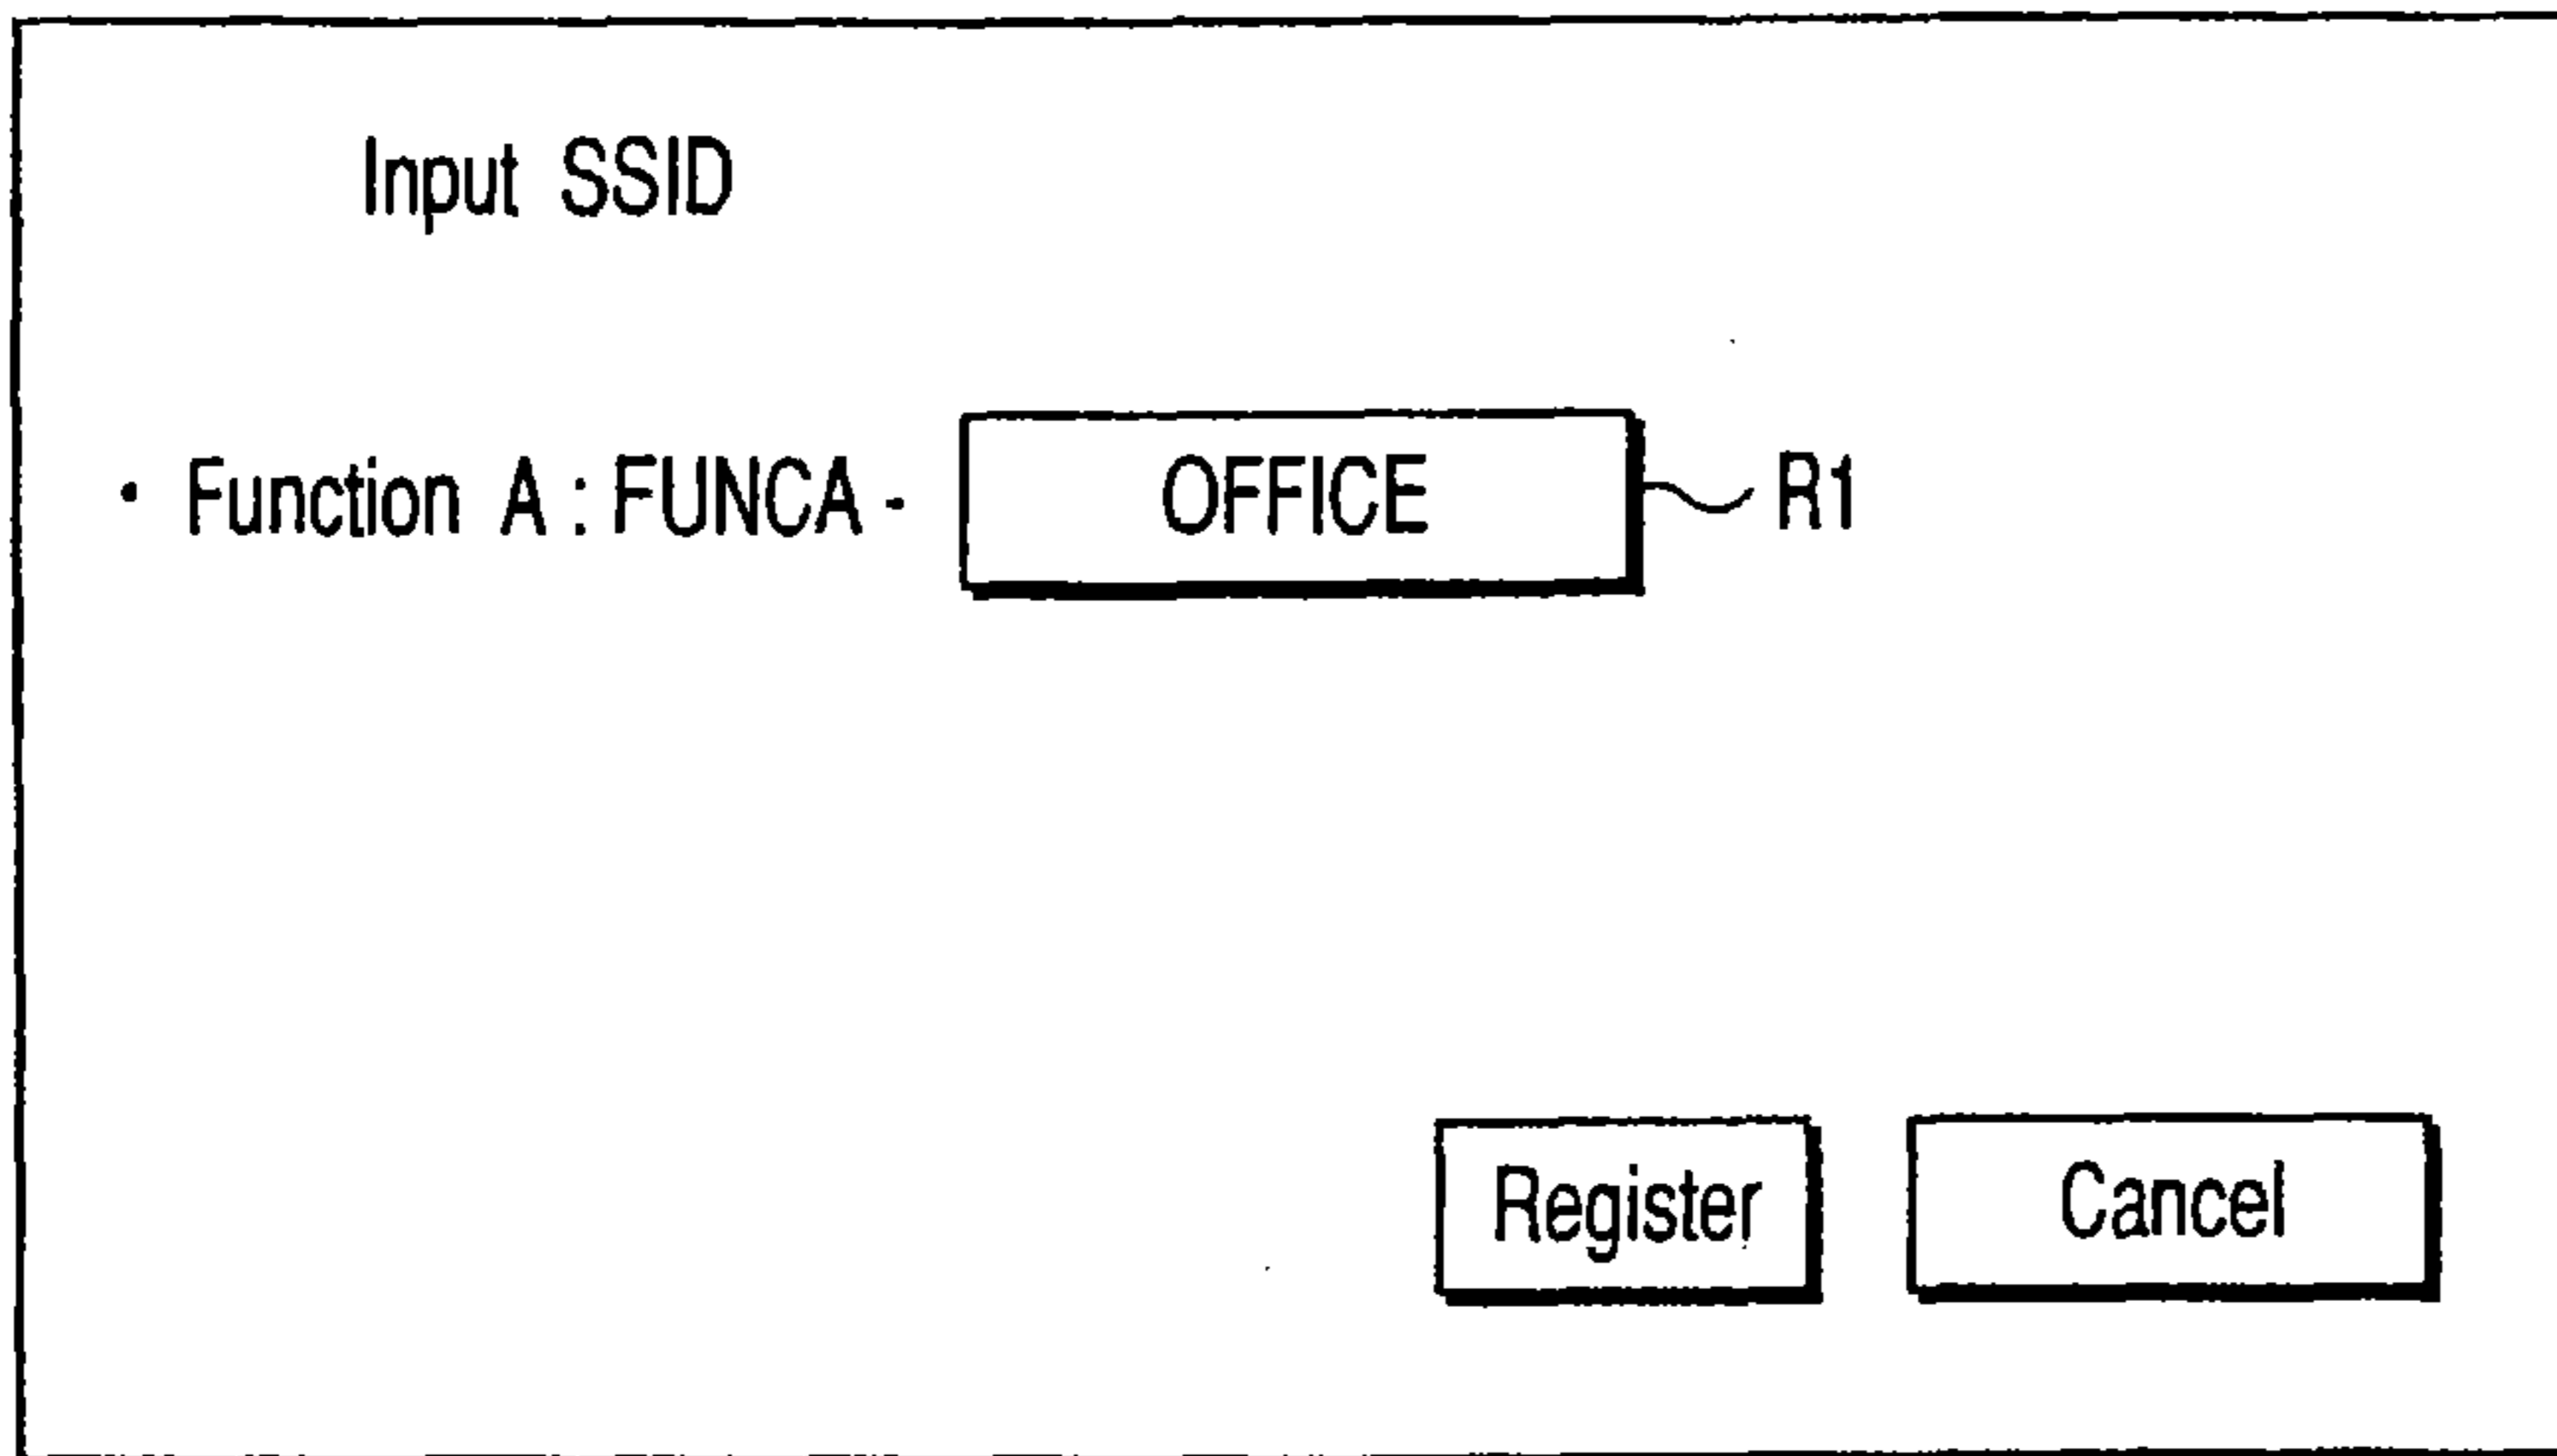 Input SSID
• Function A : FUNCA - OFFICE R1
Register Cancel